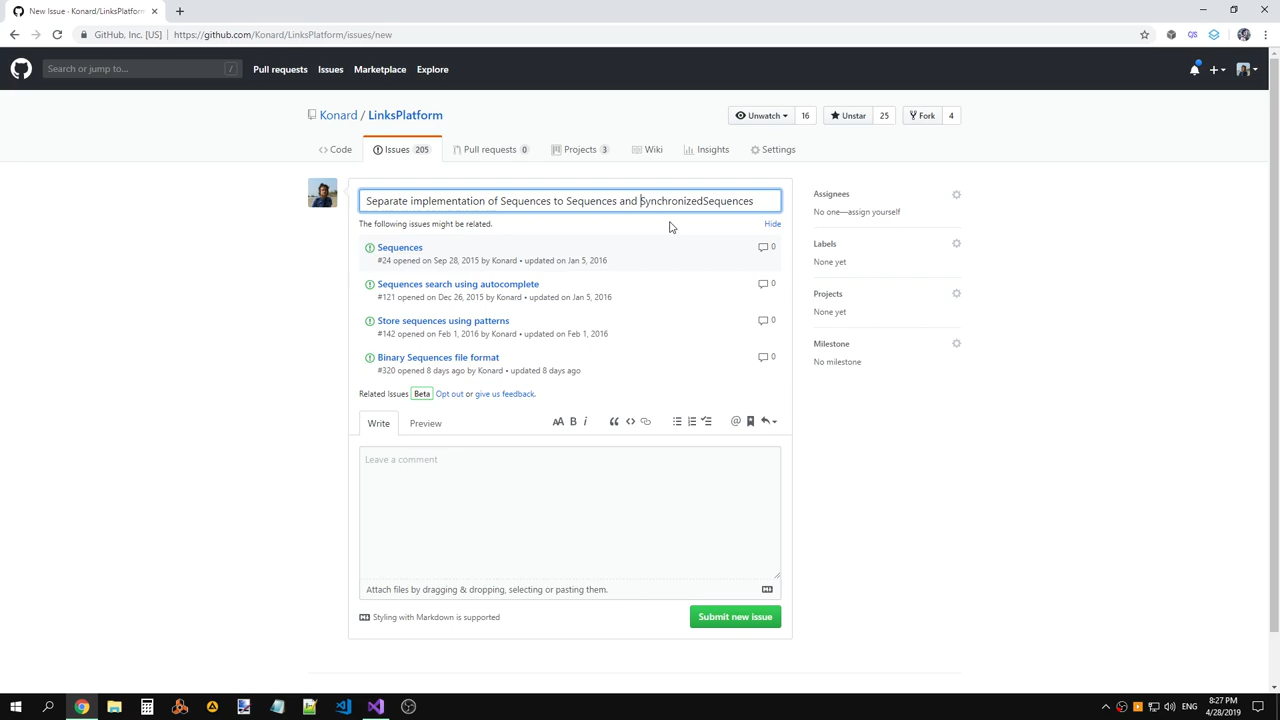 New Issue · Konard/LinksPlatform
GitHub, Inc. [US] | https://github.com/Konard/LinksPlatform/issues/new
Search or jump to... /
Pull requests Issues Marketplace Explore
Konard / LinksPlatform
Unwatch 16 Unstar 25 Fork 4
Code Issues 205 Pull requests 0 Projects 3 Wiki Insights Settings
Separate implementation of Sequences to Sequences and SynchronizedSequences
The following issues might be related. Hide
Sequences 0
#24 opened on Sep 28, 2015 by Konard • updated on Jan 5, 2016
Sequences search using autocomplete 0
#121 opened on Dec 26, 2015 by Konard • updated on Jan 5, 2016
Store sequences using patterns 0
#142 opened on Feb 1, 2016 by Konard • updated on Feb 1, 2016
Binary Sequences file format 0
#320 opened 8 days ago by Konard • updated 8 days ago
Related Issues Beta Opt out or give us feedback.
Write Preview
Leave a comment
Attach files by dragging & dropping, selecting or pasting them.
Styling with Markdown is supported
Submit new issue
Assignees
No one—assign yourself
Labels
None yet
Projects
None yet
Milestone
No milestone
ENG
8:27 PM
4/28/2019